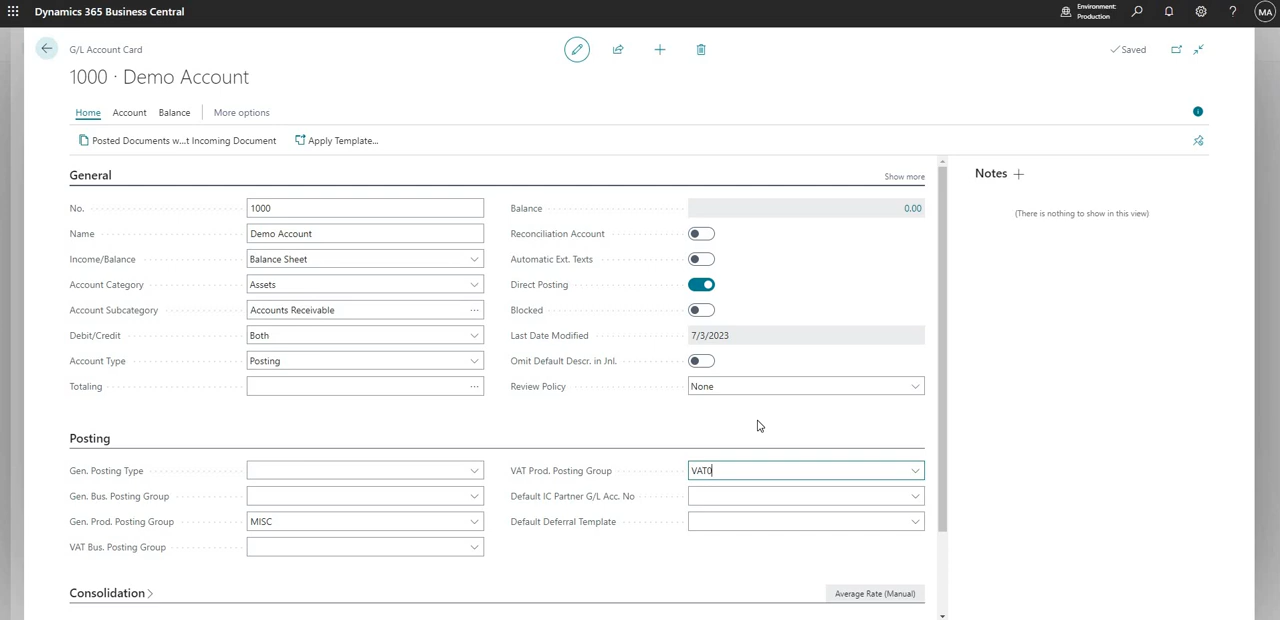 Dynamics 365 Business Central
Environment:
Production
MA
G/L Account Card
Saved
1000 · Demo Account
Home Account Balance More options
Posted Documents w...t Incoming Document Apply Template...
General Show more
No. 1000
Name Demo Account
Income/Balance Balance Sheet
Account Category Assets
Account Subcategory Accounts Receivable
Debit/Credit Both
Account Type Posting
Totaling
Balance 0.00
Reconciliation Account
Automatic Ext. Texts
Direct Posting
Blocked
Last Date Modified 7/3/2023
Omit Default Descr. in Jnl.
Review Policy None
Posting
Gen. Posting Type
Gen. Bus. Posting Group
Gen. Prod. Posting Group MISC
VAT Bus. Posting Group
VAT Prod. Posting Group VAT0
Default IC Partner G/L Acc. No
Default Deferral Template
Consolidation Average Rate (Manual)
Notes
(There is nothing to show in this view)